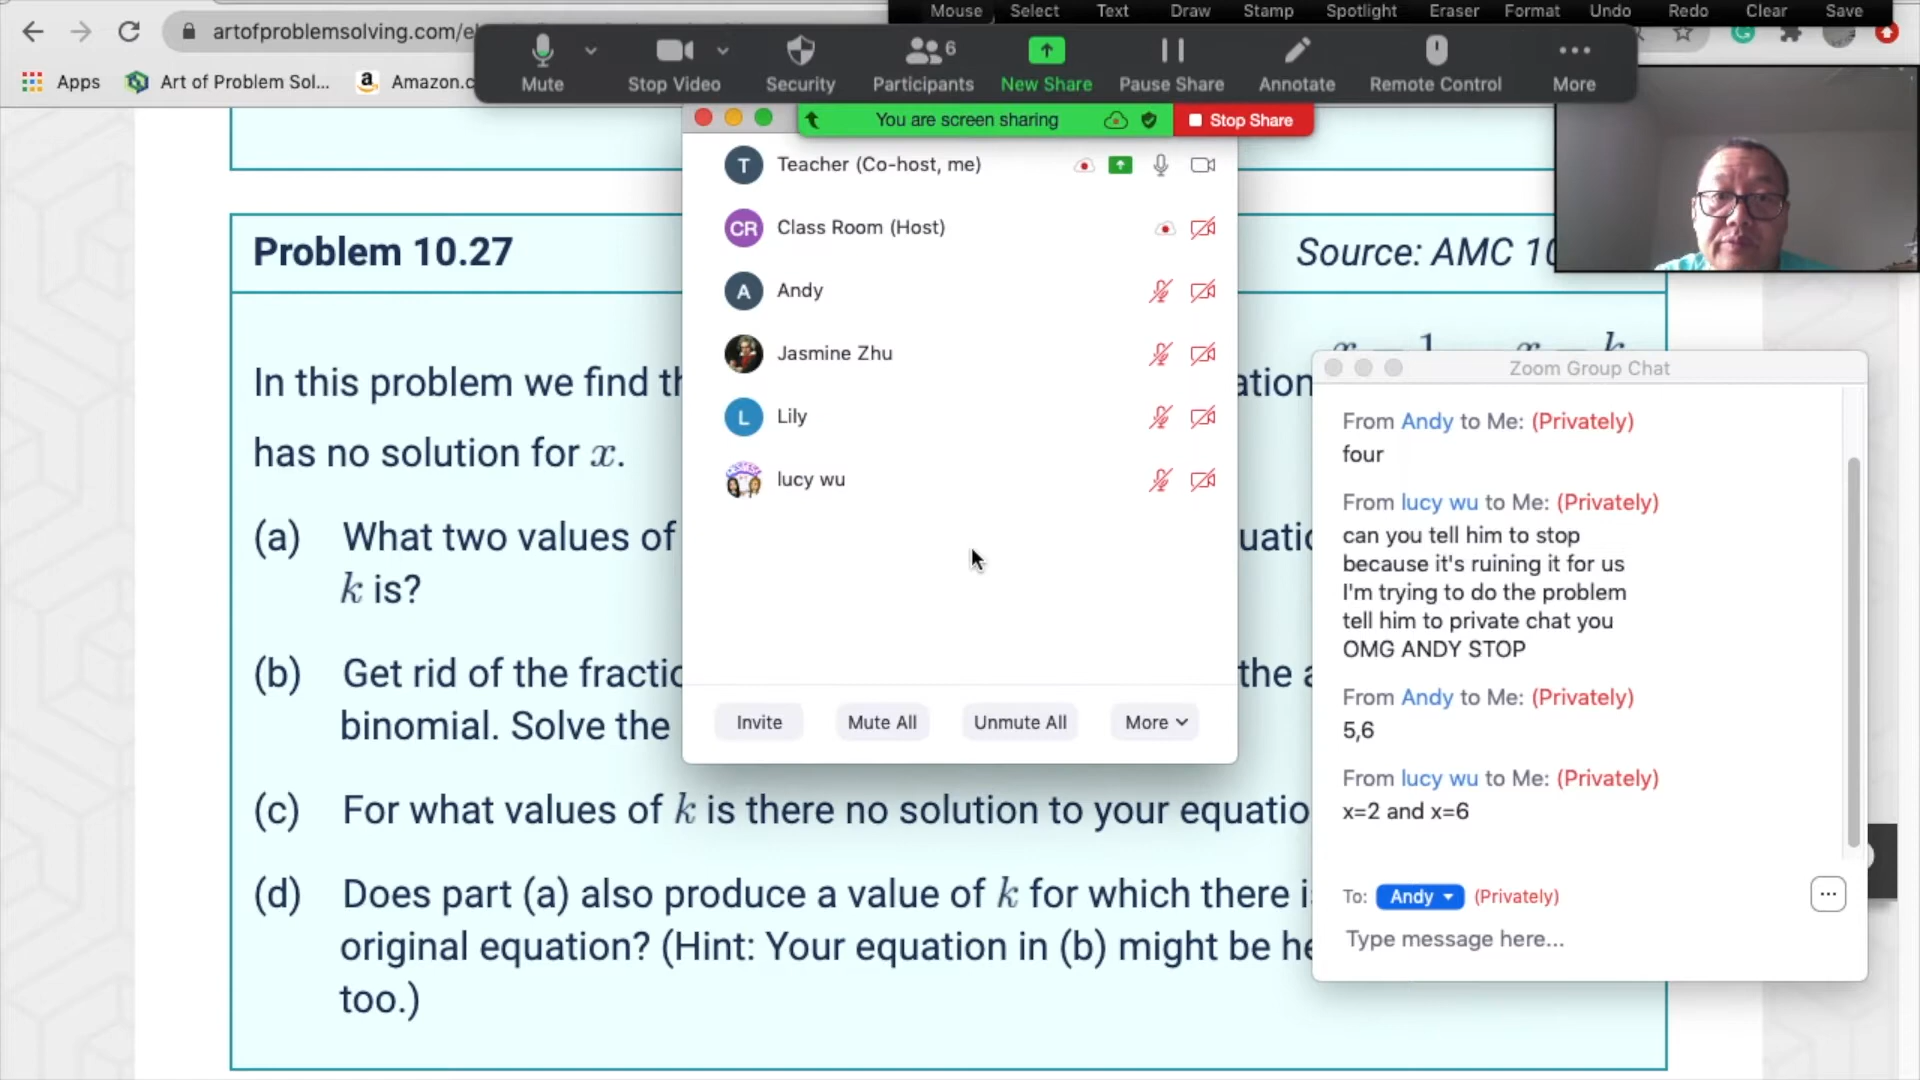 Mouse Select Text Draw Stamp Spotlight Eraser Format Undo Redo Clear Save
artofproblemsolving.com/e
Mute Stop Video Security Participants 6 New Share Pause Share Annotate Remote Control More
Apps Art of Problem Sol... Amazon.c
You are screen sharing Stop Share
T Teacher (Co-host, me)
CR Class Room (Host)
A Andy
Jasmine Zhu
L Lily
lucy wu
Invite Mute All Unmute All More
Problem 10.27 Source: AMC 10
x − 1 x − k
In this problem we find th ation
has no solution for x.
(a) What two values of uatio
k is?
(b) Get rid of the fractio the a
binomial. Solve the
(c) For what values of k is there no solution to your equatio
(d) Does part (a) also produce a value of k for which there i
original equation? (Hint: Your equation in (b) might be he
too.)
Zoom Group Chat
From Andy to Me: (Privately)
four
From lucy wu to Me: (Privately)
can you tell him to stop
because it's ruining it for us
I'm trying to do the problem
tell him to private chat you
OMG ANDY STOP
From Andy to Me: (Privately)
5,6
From lucy wu to Me: (Privately)
x=2 and x=6
To: Andy (Privately)
Type message here...